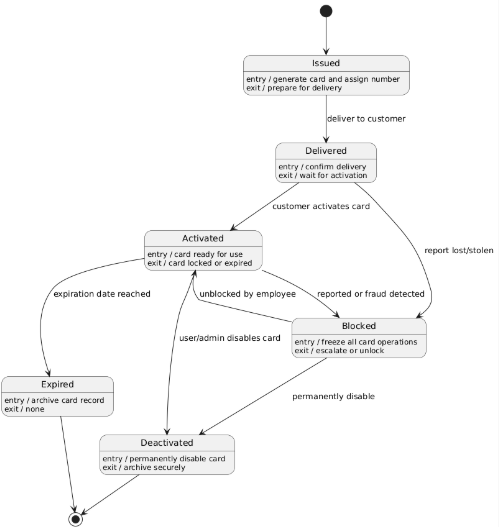 Issued
entry / generate card and assign number
exit / prepare for delivery
deliver to customer
Delivered
entry / confirm delivery
exit / wait for activation
customer activates card
report lost/stolen
Activated
entry / card ready for use
exit / card locked or expired
expiration date reached
unblocked by employee
reported or fraud detected
user/admin disables card
Blocked
entry / freeze all card operations
exit / escalate or unlock
permanently disable
Expired
entry / archive card record
exit / none
Deactivated
entry / permanently disable card
exit / archive securely